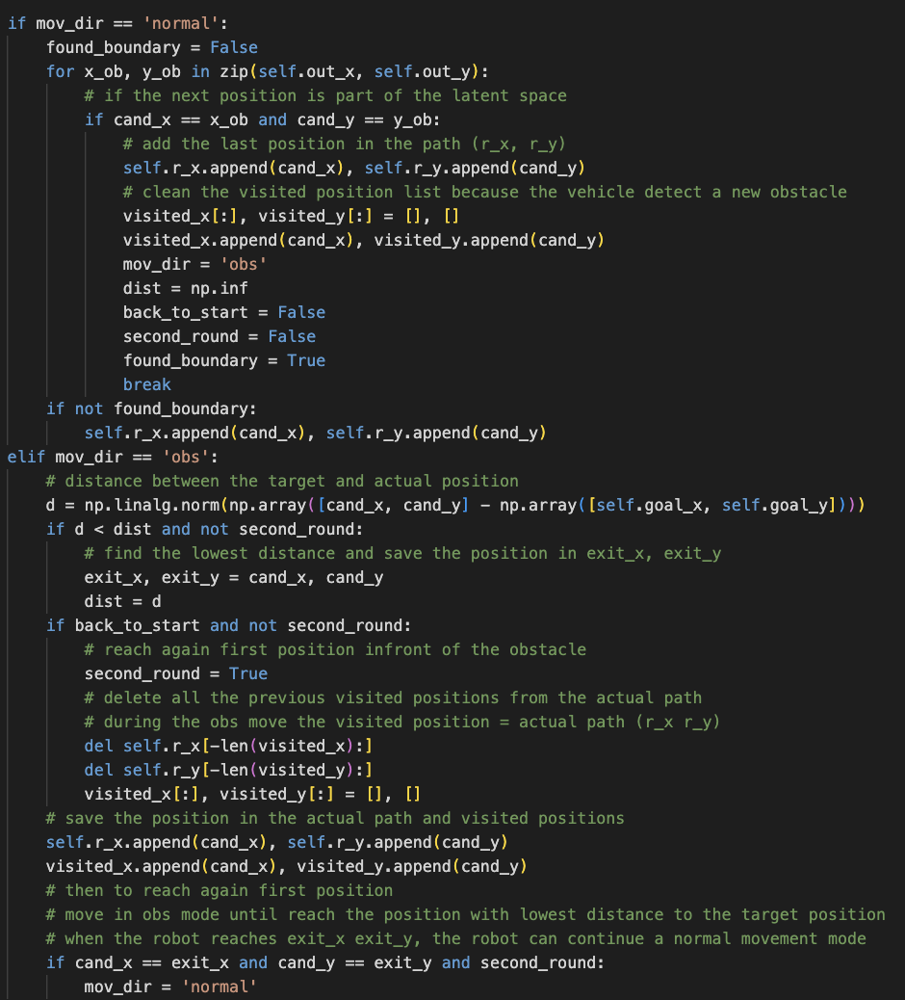 if mov_dir == 'normal':
    found_boundary = False
    for x_ob, y_ob in zip(self.out_x, self.out_y):
        # if the next position is part of the latent space
        if cand_x == x_ob and cand_y == y_ob:
            # add the last position in the path (r_x, r_y)
            self.r_x.append(cand_x), self.r_y.append(cand_y)
            # clean the visited position list because the vehicle detect a new obstacle
            visited_x[:], visited_y[:] = [], []
            visited_x.append(cand_x), visited_y.append(cand_y)
            mov_dir = 'obs'
            dist = np.inf
            back_to_start = False
            second_round = False
            found_boundary = True
            break
    if not found_boundary:
        self.r_x.append(cand_x), self.r_y.append(cand_y)
elif mov_dir == 'obs':
    # distance between the target and actual position
    d = np.linalg.norm(np.array([cand_x, cand_y] - np.array([self.goal_x, self.goal_y])))
    if d < dist and not second_round:
        # find the lowest distance and save the position in exit_x, exit_y
        exit_x, exit_y = cand_x, cand_y
        dist = d
    if back_to_start and not second_round:
        # reach again first position infront of the obstacle
        second_round = True
        # delete all the previous visited positions from the actual path
        # during the obs move the visited position = actual path (r_x r_y)
        del self.r_x[-len(visited_x):]
        del self.r_y[-len(visited_y):]
        visited_x[:], visited_y[:] = [], []
    # save the position in the actual path and visited positions
    self.r_x.append(cand_x), self.r_y.append(cand_y)
    visited_x.append(cand_x), visited_y.append(cand_y)
    # then to reach again first position
    # move in obs mode until reach the position with lowest distance to the target position
    # when the robot reaches exit_x exit_y, the robot can continue a normal movement mode
    if cand_x == exit_x and cand_y == exit_y and second_round:
        mov_dir = 'normal'